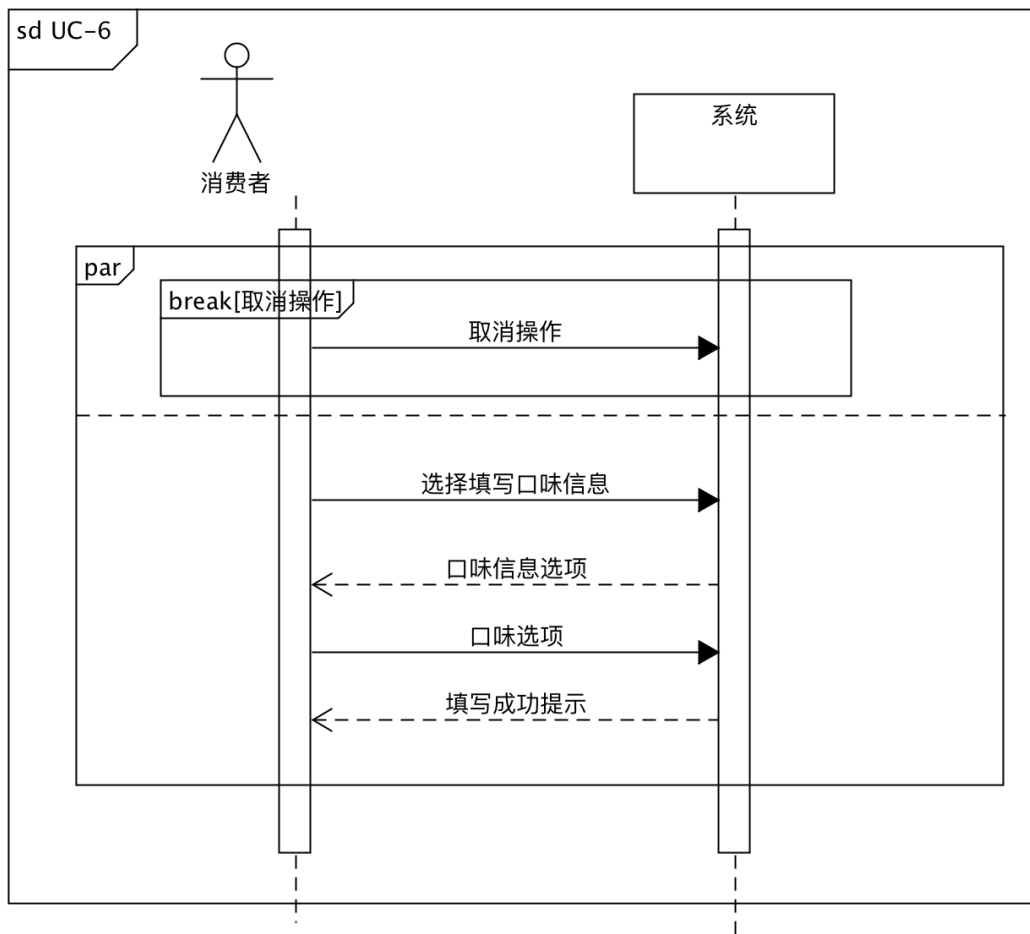 sd UC-6
系统
消费者
par
break[取消操作]
取消操作
选择填写口味信息
口味信息选项
口味选项
填写成功提示